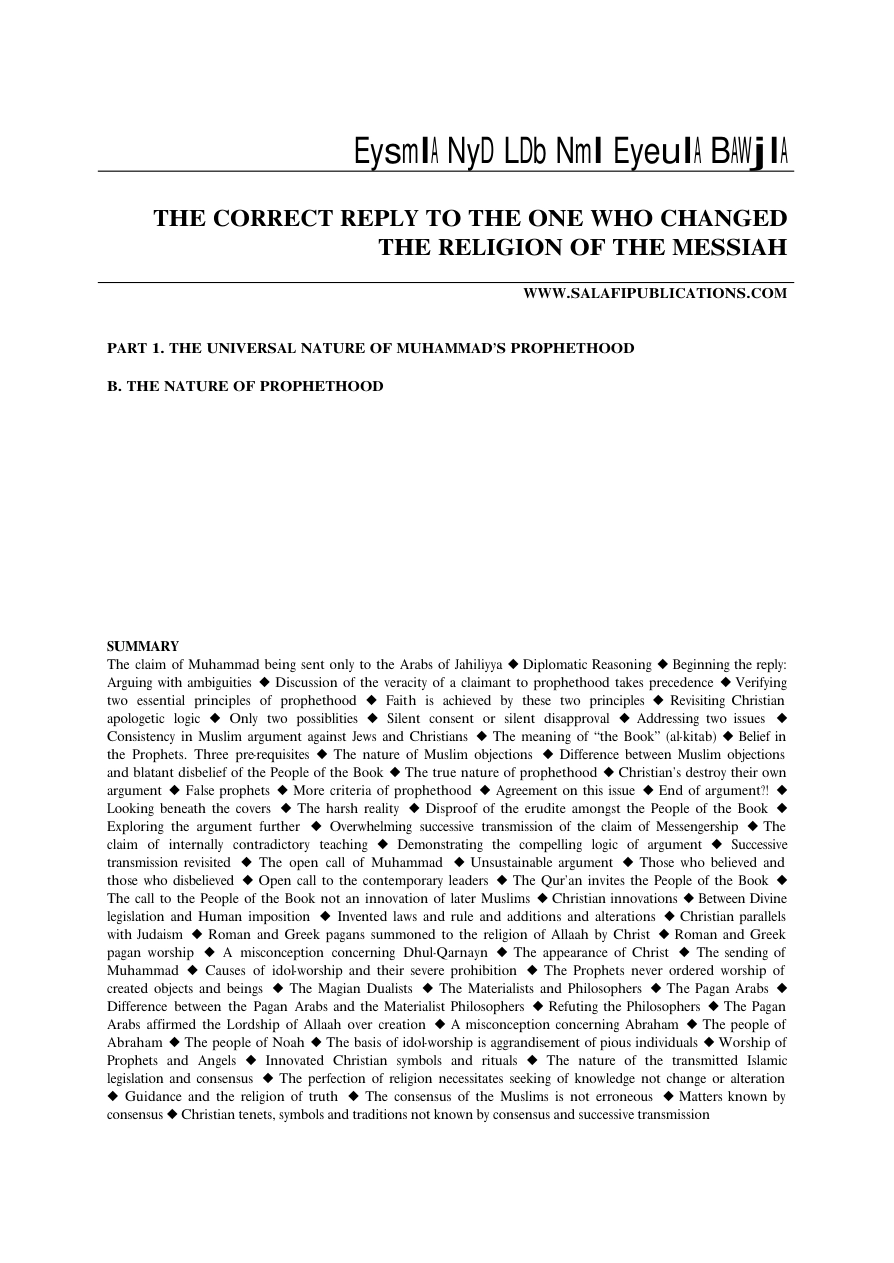 EysmlA NyD LDb Nml EyeulA BAWjlA
THE CORRECT REPLY TO THE ONE WHO CHANGED
THE RELIGION OF THE MESSIAH
WWW.SALAFIPUBLICATIONS.COM
PART 1. THE UNIVERSAL NATURE OF MUHAMMAD'S PROPHETHOOD
B. THE NATURE OF PROPHETHOOD
SUMMARY
The claim of Muhammad being sent only to the Arabs of Jahiliyya ◆ Diplomatic Reasoning ◆ Beginning the reply:
Arguing with ambiguities ◆ Discussion of the veracity of a claimant to prophethood takes precedence ◆ Verifying
two essential principles of prophethood ◆ Faith is achieved by these two principles ◆ Revisiting Christian
apologetic logic ◆ Only two possiblities ◆ Silent consent or silent disapproval ◆ Addressing two issues ◆
Consistency in Muslim argument against Jews and Christians ◆ The meaning of “the Book” (al-kitab) ◆ Belief in
the Prophets. Three pre-requisites ◆ The nature of Muslim objections ◆ Difference between Muslim objections
and blatant disbelief of the People of the Book ◆ The true nature of prophethood ◆ Christian's destroy their own
argument ◆ False prophets ◆ More criteria of prophethood ◆ Agreement on this issue ◆ End of argument?! ◆
Looking beneath the covers ◆ The harsh reality ◆ Disproof of the erudite amongst the People of the Book ◆
Exploring the argument further ◆ Overwhelming successive transmission of the claim of Messengership ◆ The
claim of internally contradictory teaching ◆ Demonstrating the compelling logic of argument ◆ Successive
transmission revisited ◆ The open call of Muhammad ◆ Unsustainable argument ◆ Those who believed and
those who disbelieved ◆ Open call to the contemporary leaders ◆ The Qur'an invites the People of the Book ◆
The call to the People of the Book not an innovation of later Muslims ◆ Christian innovations ◆ Between Divine
legislation and Human imposition ◆ Invented laws and rule and additions and alterations ◆ Christian parallels
with Judaism ◆ Roman and Greek pagans summoned to the religion of Allaah by Christ ◆ Roman and Greek
pagan worship ◆ A misconception concerning Dhul-Qarnayn ◆ The appearance of Christ ◆ The sending of
Muhammad ◆ Causes of idol-worship and their severe prohibition ◆ The Prophets never ordered worship of
created objects and beings ◆ The Magian Dualists ◆ The Materialists and Philosophers ◆ The Pagan Arabs ◆
Difference between the Pagan Arabs and the Materialist Philosophers ◆ Refuting the Philosophers ◆ The Pagan
Arabs affirmed the Lordship of Allaah over creation ◆ A misconception concerning Abraham ◆ The people of
Abraham ◆ The people of Noah ◆ The basis of idol-worship is aggrandisement of pious individuals ◆ Worship of
Prophets and Angels ◆ Innovated Christian symbols and rituals ◆ The nature of the transmitted Islamic
legislation and consensus ◆ The perfection of religion necessitates seeking of knowledge not change or alteration
◆ Guidance and the religion of truth ◆ The consensus of the Muslims is not erroneous ◆ Matters known by
consensus ◆ Christian tenets, symbols and traditions not known by consensus and successive transmission